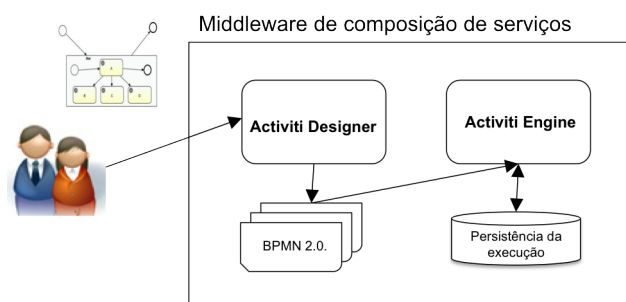 Middleware de composição de serviços
Activiti Designer
Activiti Engine
BPMN 2.0.
Persistência da
execução